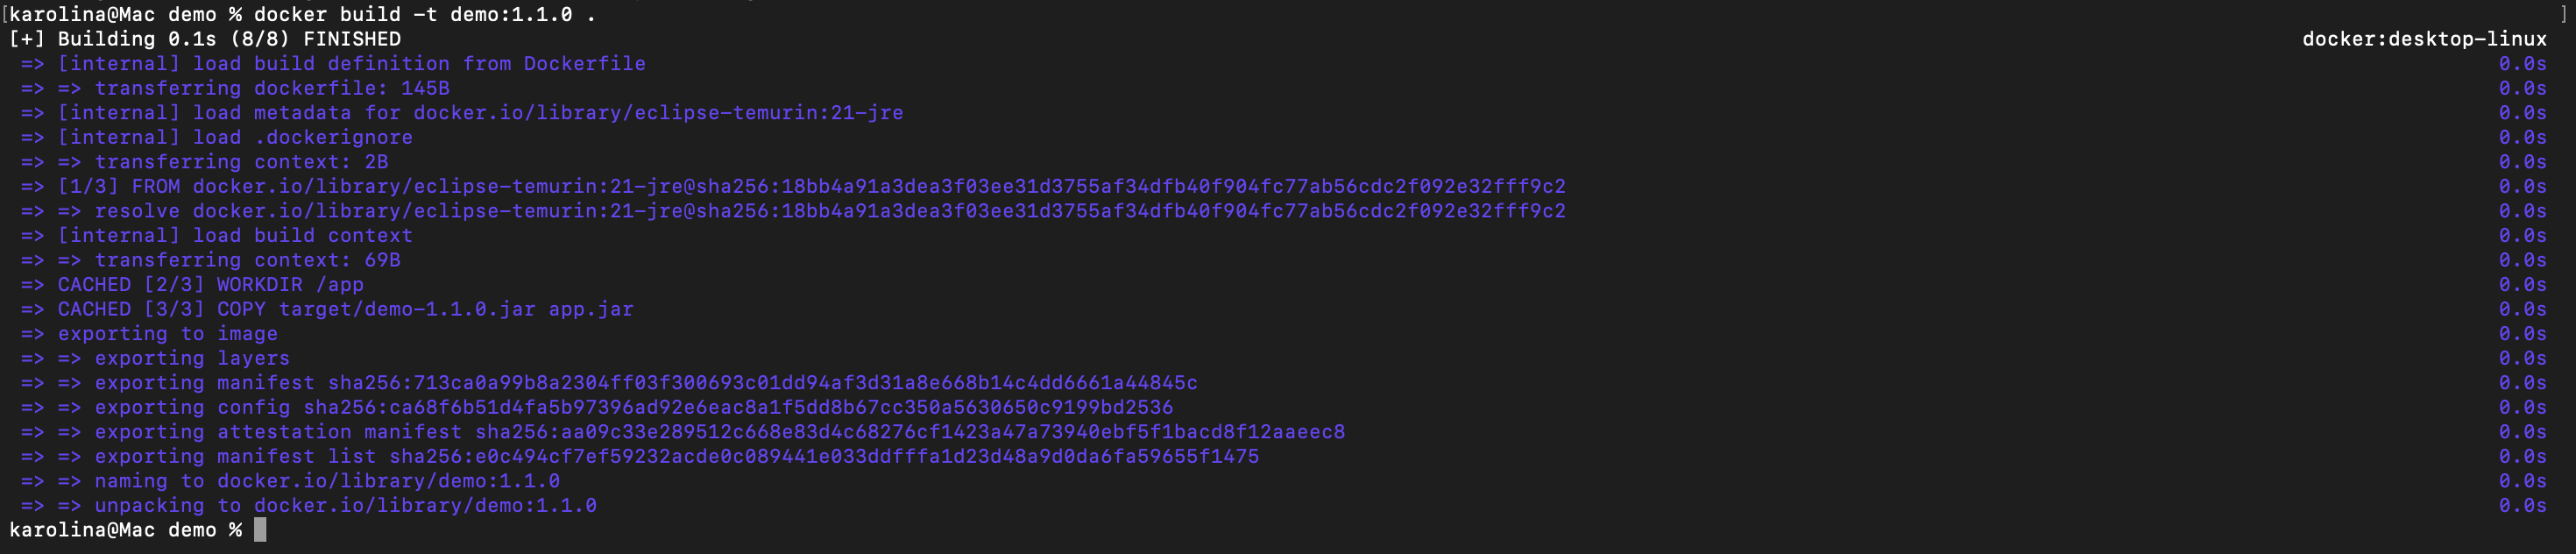 [karolina@Mac demo % docker build -t demo:1.1.0 . ]
[+] Building 0.1s (8/8) FINISHED docker:desktop-linux
=> [internal] load build definition from Dockerfile 0.0s
=> => transferring dockerfile: 145B 0.0s
=> [internal] load metadata for docker.io/library/eclipse-temurin:21-jre 0.0s
=> [internal] load .dockerignore 0.0s
=> => transferring context: 2B 0.0s
=> [1/3] FROM docker.io/library/eclipse-temurin:21-jre@sha256:18bb4a91a3dea3f03ee31d3755af34dfb40f904fc77ab56cdc2f092e32fff9c2 0.0s
=> => resolve docker.io/library/eclipse-temurin:21-jre@sha256:18bb4a91a3dea3f03ee31d3755af34dfb40f904fc77ab56cdc2f092e32fff9c2 0.0s
=> [internal] load build context 0.0s
=> => transferring context: 69B 0.0s
=> CACHED [2/3] WORKDIR /app 0.0s
=> CACHED [3/3] COPY target/demo-1.1.0.jar app.jar 0.0s
=> exporting to image 0.0s
=> => exporting layers 0.0s
=> => exporting manifest sha256:713ca0a99b8a2304ff03f300693c01dd94af3d31a8e668b14c4dd6661a44845c 0.0s
=> => exporting config sha256:ca68f6b51d4fa5b97396ad92e6eac8a1f5dd8b67cc350a5630650c9199bd2536 0.0s
=> => exporting attestation manifest sha256:aa09c33e289512c668e83d4c68276cf1423a47a73940ebf5f1bacd8f12aaeec8 0.0s
=> => exporting manifest list sha256:e0c494cf7ef59232acde0c089441e033ddfffa1d23d48a9d0da6fa59655f1475 0.0s
=> => naming to docker.io/library/demo:1.1.0 0.0s
=> => unpacking to docker.io/library/demo:1.1.0 0.0s
karolina@Mac demo %